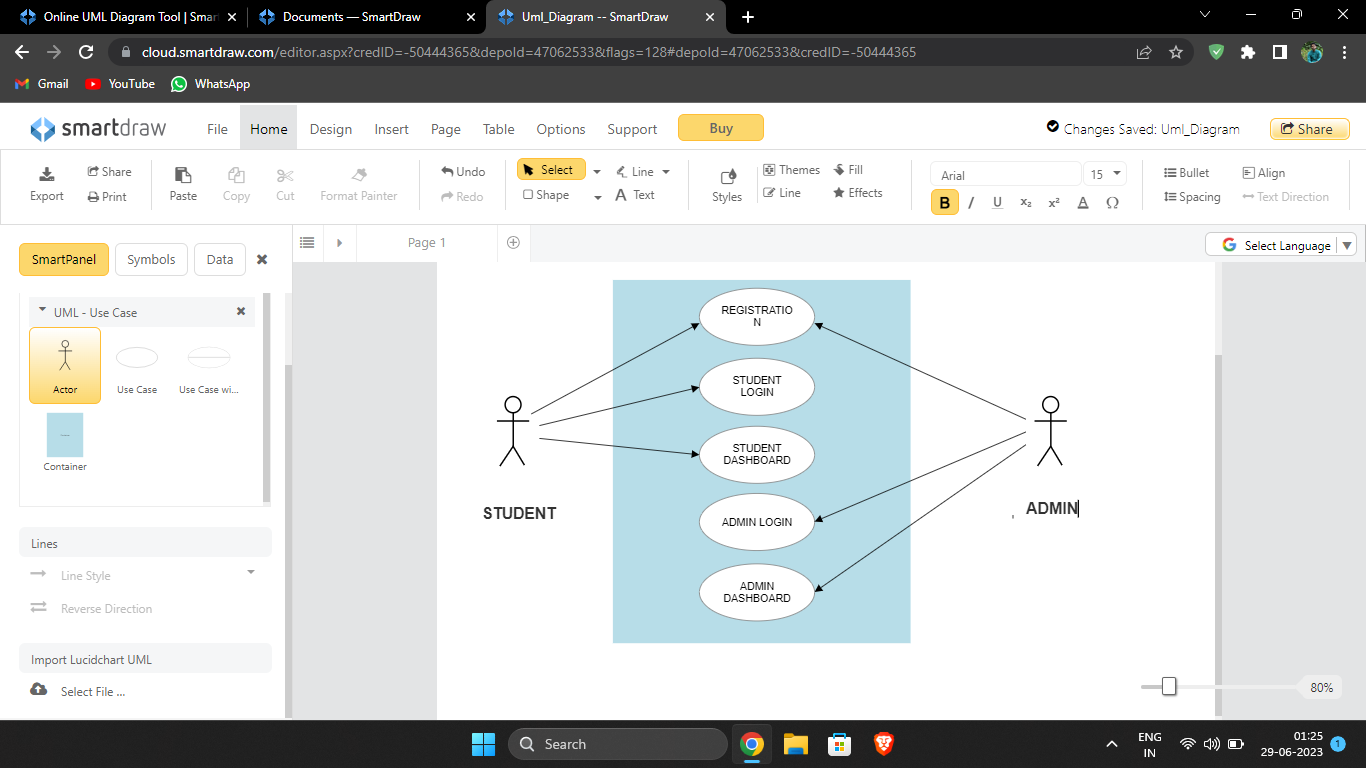 Online UML Diagram Tool | Smar
Documents — SmartDraw
Uml_Diagram -- SmartDraw
cloud.smartdraw.com/editor.aspx?credID=-50444365&depoId=47062533&flags=128#depoId=47062533&credID=-50444365
Gmail YouTube WhatsApp
smartdraw File Home Design Insert Page Table Options Support Buy Changes Saved: Uml_Diagram Share
Export Share Print Paste Copy Cut Format Painter Undo Redo Select Shape Line Text Styles Themes Line Fill Effects Arial 15 B I U x₂ x² A Ω Bullet Spacing Align Text Direction
SmartPanel Symbols Data
Page 1
Select Language
UML - Use Case
Actor Use Case Use Case wi...
Container
Lines
Line Style
Reverse Direction
Import Lucidchart UML
Select File ...
REGISTRATIO
N
STUDENT
LOGIN
STUDENT
DASHBOARD
ADMIN LOGIN
ADMIN
DASHBOARD
STUDENT
ADMIN
80%
Search
ENG
IN
01:25
29-06-2023
1